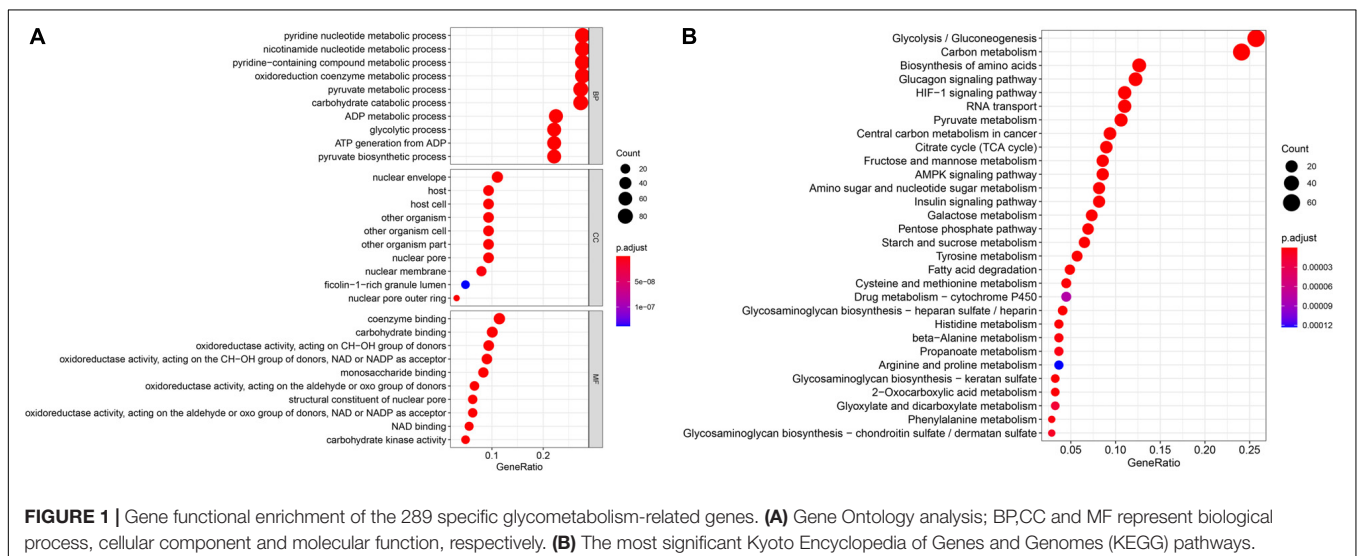 A
pyridine nucleotide metabolic process
nicotinamide nucleotide metabolic process
pyridine−containing compound metabolic process
oxidoreduction coenzyme metabolic process
pyruvate metabolic process
carbohydrate catabolic process
ADP metabolic process
glycolytic process
ATP generation from ADP
pyruvate biosynthetic process
BP
nuclear envelope
host
host cell
other organism
other organism cell
other organism part
nuclear pore
nuclear membrane
ficolin−1−rich granule lumen
nuclear pore outer ring
CC
coenzyme binding
carbohydrate binding
oxidoreductase activity, acting on CH−OH group of donors
oxidoreductase activity, acting on the CH−OH group of donors, NAD or NADP as acceptor
monosaccharide binding
oxidoreductase activity, acting on the aldehyde or oxo group of donors
structural constituent of nuclear pore
oxidoreductase activity, acting on the aldehyde or oxo group of donors, NAD or NADP as acceptor
NAD binding
carbohydrate kinase activity
MF
0.1 0.2
GeneRatio
Count
20
40
60
80
p.adjust
5e−08
1e−07
B
Glycolysis / Gluconeogenesis
Carbon metabolism
Biosynthesis of amino acids
Glucagon signaling pathway
HIF−1 signaling pathway
RNA transport
Pyruvate metabolism
Central carbon metabolism in cancer
Citrate cycle (TCA cycle)
Fructose and mannose metabolism
AMPK signaling pathway
Amino sugar and nucleotide sugar metabolism
Insulin signaling pathway
Galactose metabolism
Pentose phosphate pathway
Starch and sucrose metabolism
Tyrosine metabolism
Fatty acid degradation
Cysteine and methionine metabolism
Drug metabolism − cytochrome P450
Glycosaminoglycan biosynthesis − heparan sulfate / heparin
Histidine metabolism
beta−Alanine metabolism
Propanoate metabolism
Arginine and proline metabolism
Glycosaminoglycan biosynthesis − keratan sulfate
2−Oxocarboxylic acid metabolism
Glyoxylate and dicarboxylate metabolism
Phenylalanine metabolism
Glycosaminoglycan biosynthesis − chondroitin sulfate / dermatan sulfate
0.05 0.10 0.15 0.20 0.25
GeneRatio
Count
20
40
60
p.adjust
0.00003
0.00006
0.00009
0.00012
FIGURE 1 | Gene functional enrichment of the 289 specific glycometabolism-related genes. (A) Gene Ontology analysis; BP,CC and MF represent biological
process, cellular component and molecular function, respectively. (B) The most significant Kyoto Encyclopedia of Genes and Genomes (KEGG) pathways.